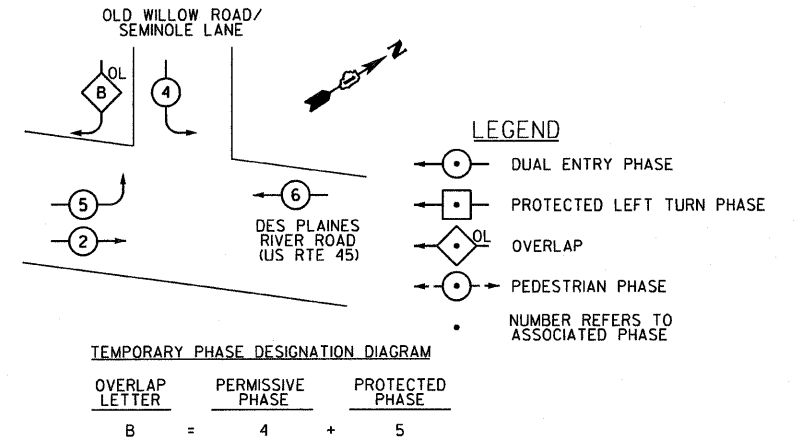 OLD WILLOW ROAD/
SEMINOLE LANE
N
OL
B
4
LEGEND
DUAL ENTRY PHASE
5
6
PROTECTED LEFT TURN PHASE
2
DES PLAINES
RIVER ROAD
(US RTE 45)
OL
OVERLAP
PEDESTRIAN PHASE
NUMBER REFERS TO
ASSOCIATED PHASE
TEMPORARY PHASE DESIGNATION DIAGRAM
OVERLAP LETTER PERMISSIVE PHASE PROTECTED PHASE
B = 4 + 5